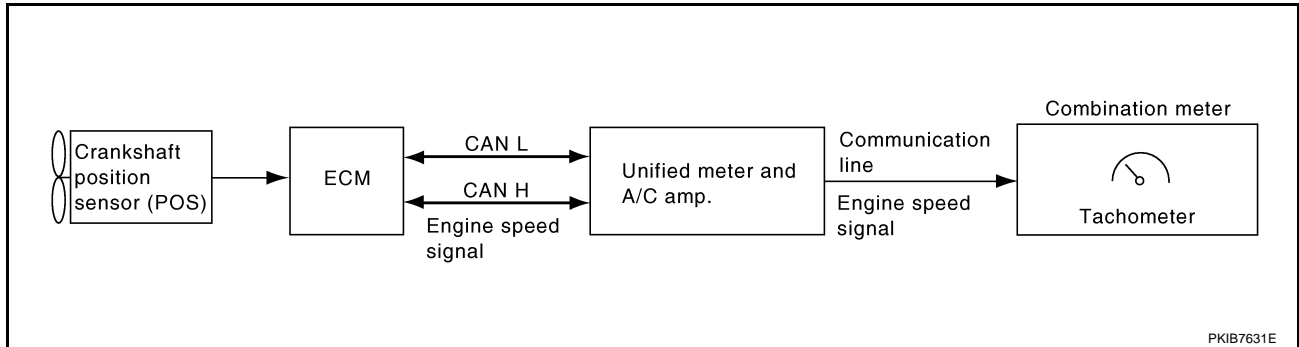 Crankshaft
position
sensor (POS)
ECM
CAN L
CAN H
Engine speed
signal
Unified meter and
A/C amp.
Communication
line
Engine speed
signal
Combination meter
Tachometer
PKIB7631E